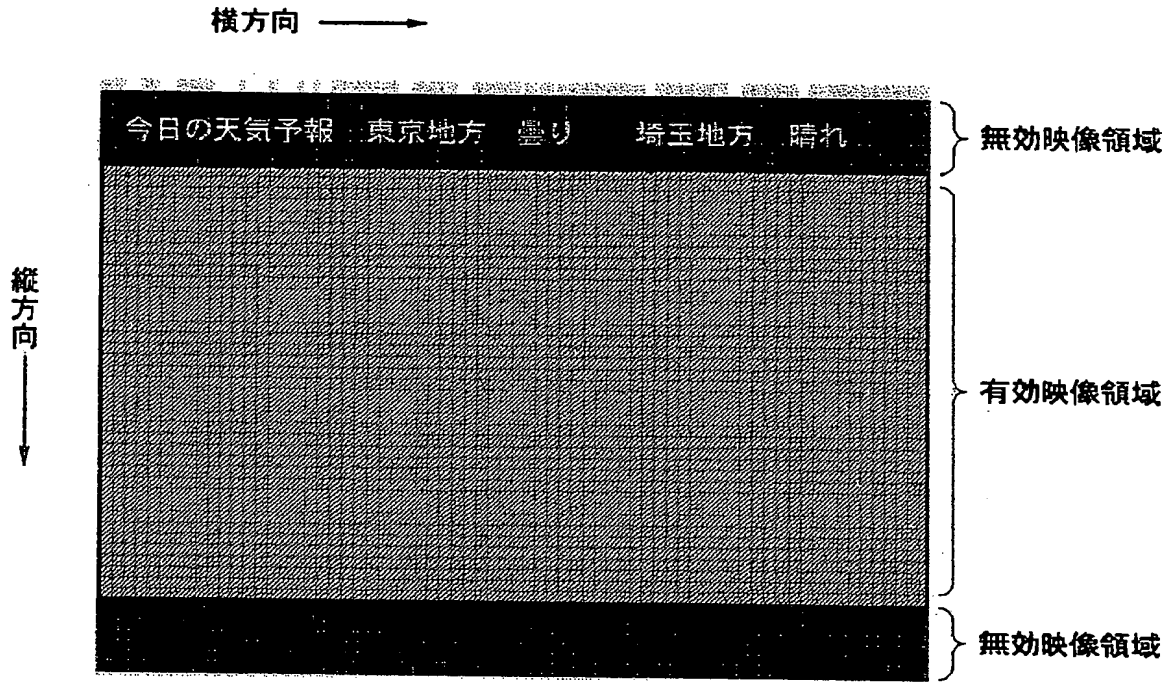 横方向
今日の天気予報 東京地方 曇り 埼玉地方 晴れ
無効映像領域
縦方向
有効映像領域
無効映像領域